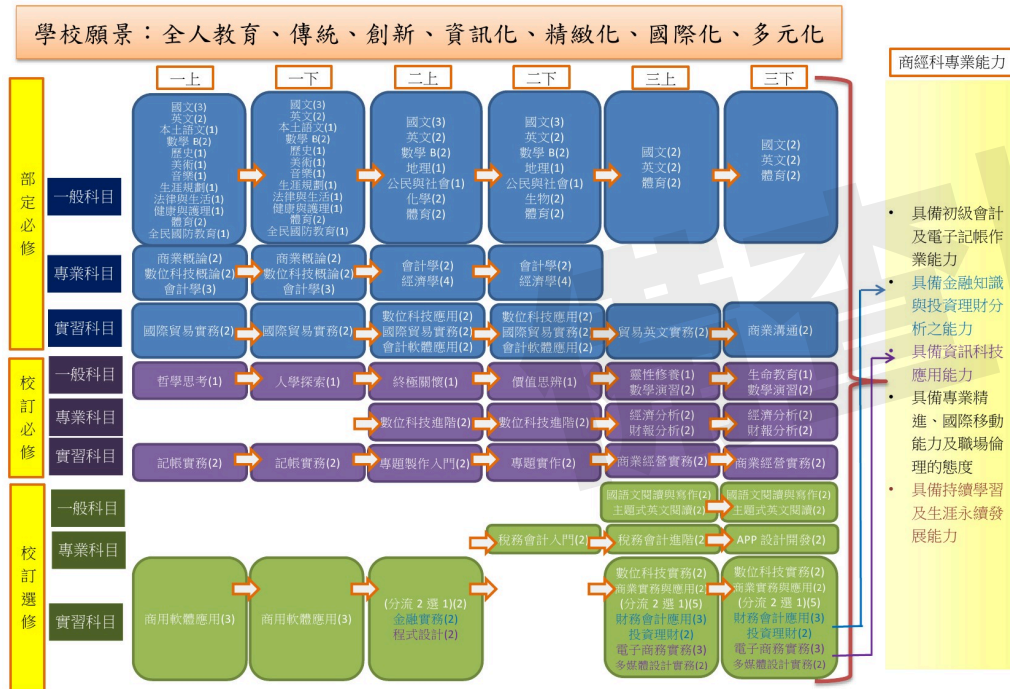 學校願景：全人教育、傳統、創新、資訊化、精緻化、國際化、多元化
商經科專業能力
一上
一下
二上
二下
三上
三下
部定必修
一般科目
國文(3)
英文(2)
本土語文(1)
數學 B(2)
歷史(1)
美術(1)
音樂(1)
生涯規劃(1)
法律與生活(1)
健康與護理(1)
體育(2)
全民國防教育(1)
國文(3)
英文(2)
本土語文(1)
數學 B(2)
歷史(1)
美術(1)
音樂(1)
生涯規劃(1)
法律與生活(1)
健康與護理(1)
體育(2)
全民國防教育(1)
國文(3)
英文(2)
數學 B(2)
地理(1)
公民與社會(1)
化學(2)
體育(2)
國文(3)
英文(2)
數學 B(2)
地理(1)
公民與社會(1)
生物(2)
體育(2)
國文(2)
英文(2)
體育(2)
國文(2)
英文(2)
體育(2)
專業科目
商業概論(2)
數位科技概論(2)
會計學(3)
商業概論(2)
數位科技概論(2)
會計學(3)
會計學(2)
經濟學(4)
會計學(2)
經濟學(4)
實習科目
國際貿易實務(2)
國際貿易實務(2)
數位科技應用(2)
國際貿易實務(2)
會計軟體應用(2)
數位科技應用(2)
國際貿易實務(2)
會計軟體應用(2)
貿易英文實務(2)
商業溝通(2)
校訂必修
一般科目
哲學思考(1)
人學探索(1)
終極關懷(1)
價值思辨(1)
靈性修養(1)
數學演習(2)
生命教育(1)
數學演習(2)
專業科目
數位科技進階(2)
數位科技進階(2)
經濟分析(2)
財報分析(2)
經濟分析(2)
財報分析(2)
實習科目
記帳實務(2)
記帳實務(2)
專題製作入門(2)
專題實作(2)
商業經營實務(2)
商業經營實務(2)
校訂選修
一般科目
國語文閱讀與寫作(2)
主題式英文閱讀(2)
國語文閱讀與寫作(2)
主題式英文閱讀(2)
專業科目
稅務會計入門(2)
稅務會計進階(2)
APP 設計開發(2)
實習科目
商用軟體應用(3)
商用軟體應用(3)
(分流 2 選 1)(2)
金融實務(2)
程式設計(2)
數位科技實務(2)
商業實務與應用(2)
(分流 2 選 1)(5)
財務會計應用(3)
投資理財(2)
電子商務實務(3)
多媒體設計實務(2)
數位科技實務(2)
商業實務與應用(2)
(分流 2 選 1)(5)
財務會計應用(3)
投資理財(2)
電子商務實務(3)
多媒體設計實務(2)
• 具備初級會計
及電子記帳作
業能力
• 具備金融知識
與投資理財分
析之能力
• 具備資訊科技
應用能力
• 具備專業精
進、國際移動
能力及職場倫
理的態度
• 具備持續學習
及生涯永續發
展能力